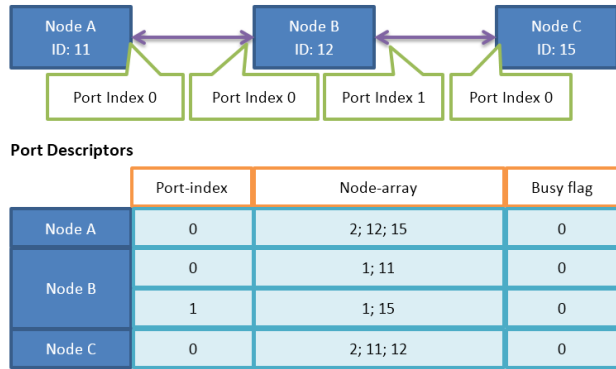 Node A
ID: 11
Node B
ID: 12
Node C
ID: 15
Port Index 0
Port Index 0
Port Index 1
Port Index 0
Port Descriptors
Port-index Node-array Busy flag
Node A 0 2; 12; 15 0
Node B 0 1; 11 0
1 1; 15 0
Node C 0 2; 11; 12 0